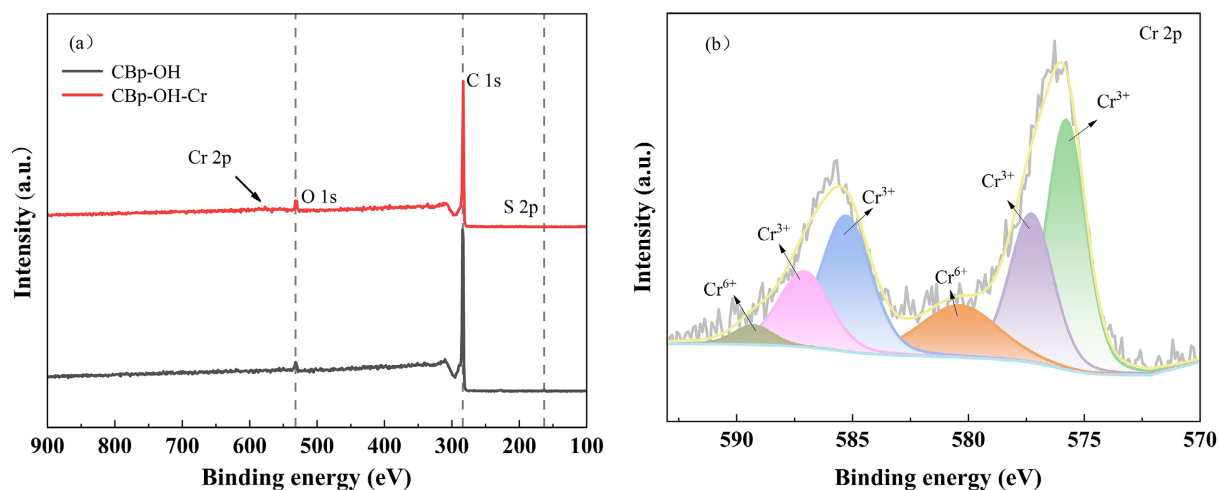 (a)
CBp-OH
CBp-OH-Cr
C 1s
Cr 2p
O 1s
S 2p
Intensity (a.u.)
900 800 700 600 500 400 300 200 100
Binding energy (eV)
(b)
Cr 2p
Cr³⁺
Cr³⁺
Cr³⁺
Cr³⁺
Cr⁶⁺
Cr⁶⁺
Intensity (a.u.)
590 585 580 575 570
Binding energy (eV)